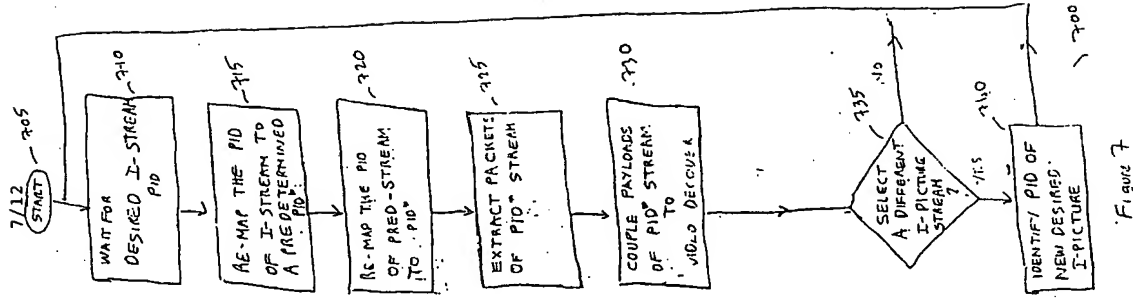 7/12
START
705
WAIT FOR
DESIRED I-STREAM
PID
710
RE-MAP THE PID
OF I-STREAM TO
A PREDETERMINED
PID*
715
RE-MAP THE PID
OF PRED-STREAM
TO PID*
720
EXTRACT PACKETS
OF PID* STREAM
725
COUPLE PAYLOADS
OF PID* STREAM
TO
VIDEO DECODER
730
SELECT
A DIFFERENT
I-PICTURE
STREAM
?
735
NO
YES
IDENTIFY PID OF
NEW DESIRED
I-PICTURE
740
700
Figure 7